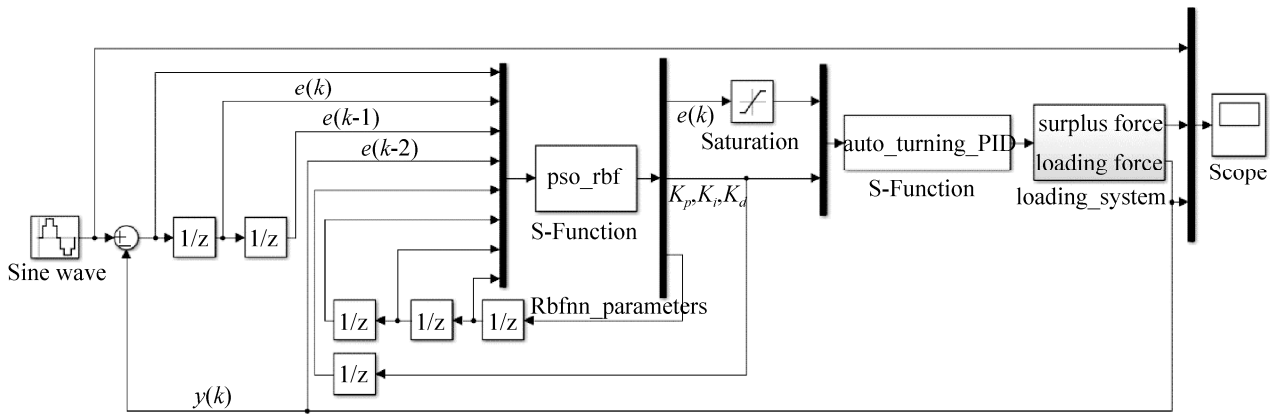 e(k)
e(k-1)
e(k-2)
Sine wave
1/z
1/z
pso_rbf
S-Function
e(k)
Saturation
Kp,Ki,Kd
auto_turning_PID
S-Function
surplus force
loading force
loading_system
Scope
Rbfnn_parameters
1/z
1/z
1/z
1/z
y(k)